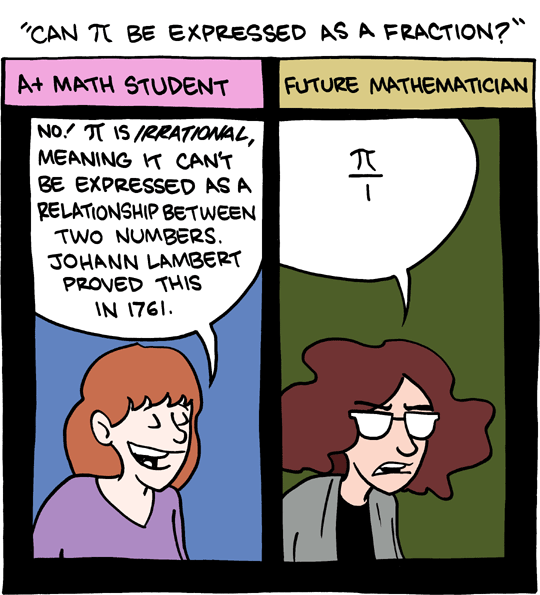 "CAN π BE EXPRESSED AS A FRACTION?"
A+ MATH STUDENT
NO! π IS IRRATIONAL,
MEANING IT CAN'T
BE EXPRESSED AS A
RELATIONSHIP BETWEEN
TWO NUMBERS.
JOHANN LAMBERT
PROVED THIS
IN 1761.
FUTURE MATHEMATICIAN
π
1